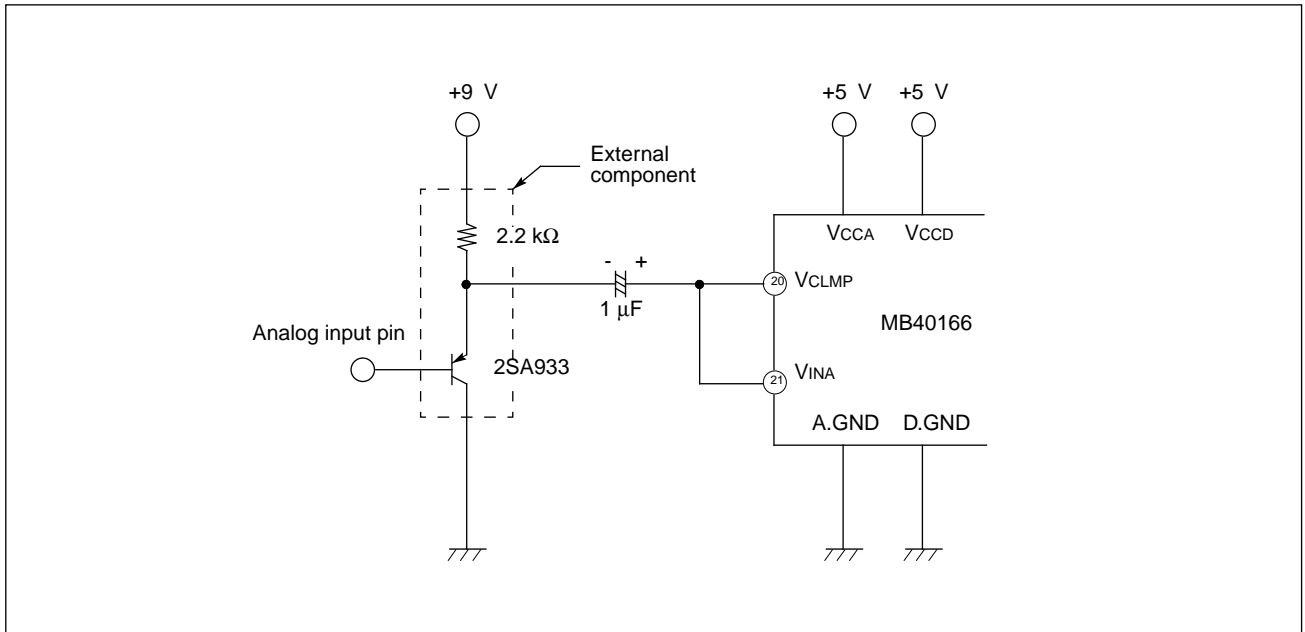 +9 V
+5 V +5 V
External
component
VCCA VCCD
2.2 kΩ
- +
20 VCLMP
1 µF
MB40166
Analog input pin
2SA933
21 VINA
A.GND D.GND